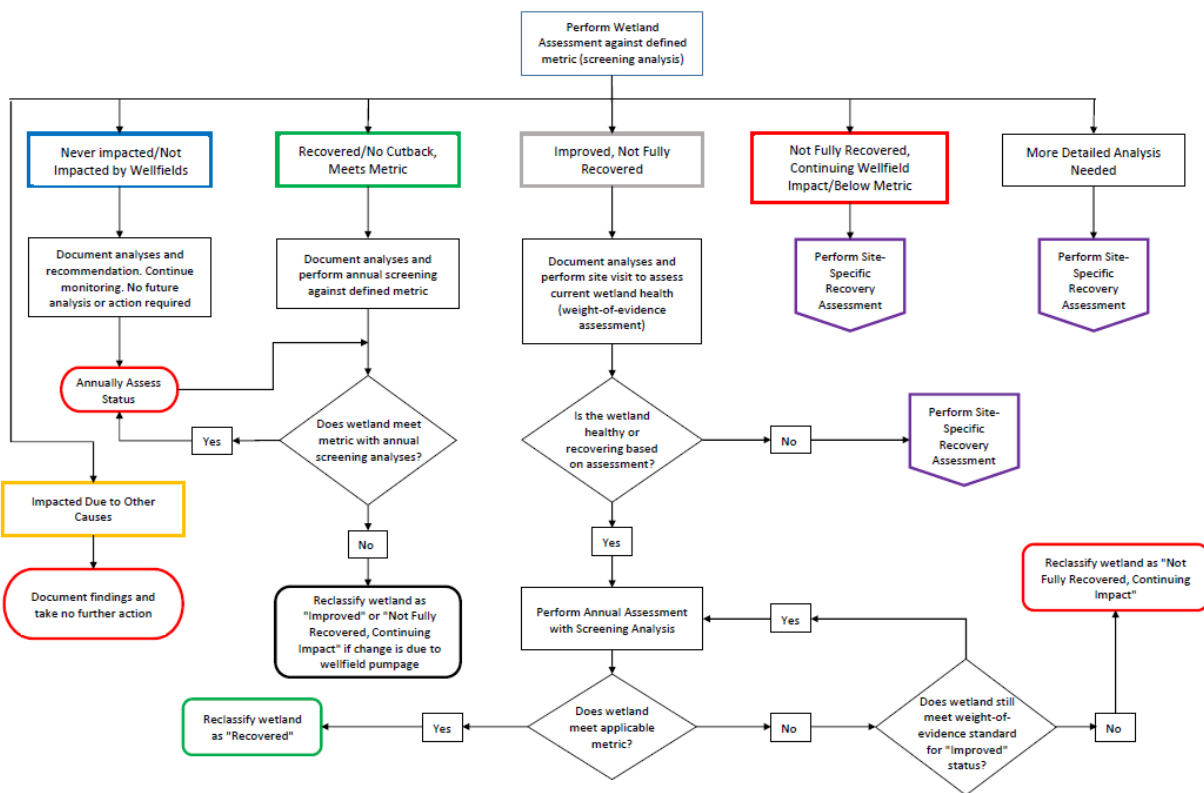 Perform Wetland
Assessment against defined
metric (screening analysis)
Never impacted/Not
Impacted by Wellfields
Recovered/No Cutback,
Meets Metric
Improved, Not Fully
Recovered
Not Fully Recovered,
Continuing Wellfield
Impact/Below Metric
More Detailed Analysis
Needed
Document analyses and
recommendation. Continue
monitoring. No future
analysis or action required
Document analyses and
perform annual screening
against defined metric
Document analyses and
perform site visit to assess
current wetland health
(weight-of-evidence
assessment)
Perform Site-
Specific
Recovery
Assessment
Perform Site-
Specific
Recovery
Assessment
Annually Assess
Status
Yes
Does wetland meet
metric with annual
screening analyses?
Is the wetland
healthy or
recovering based
on assessment?
No
Perform Site-
Specific
Recovery
Assessment
Impacted Due to Other
Causes
No
Yes
Document findings and
take no further action
Reclassify wetland as
"Improved" or "Not Fully
Recovered, Continuing
Impact" if change is due to
wellfield pumpage
Perform Annual Assessment
with Screening Analysis
Yes
Reclassify wetland as "Not
Fully Recovered, Continuing
Impact"
Reclassify wetland
as "Recovered"
Yes
Does wetland
meet applicable
metric?
No
Does wetland still
meet weight-of-
evidence standard
for "Improved"
status?
No